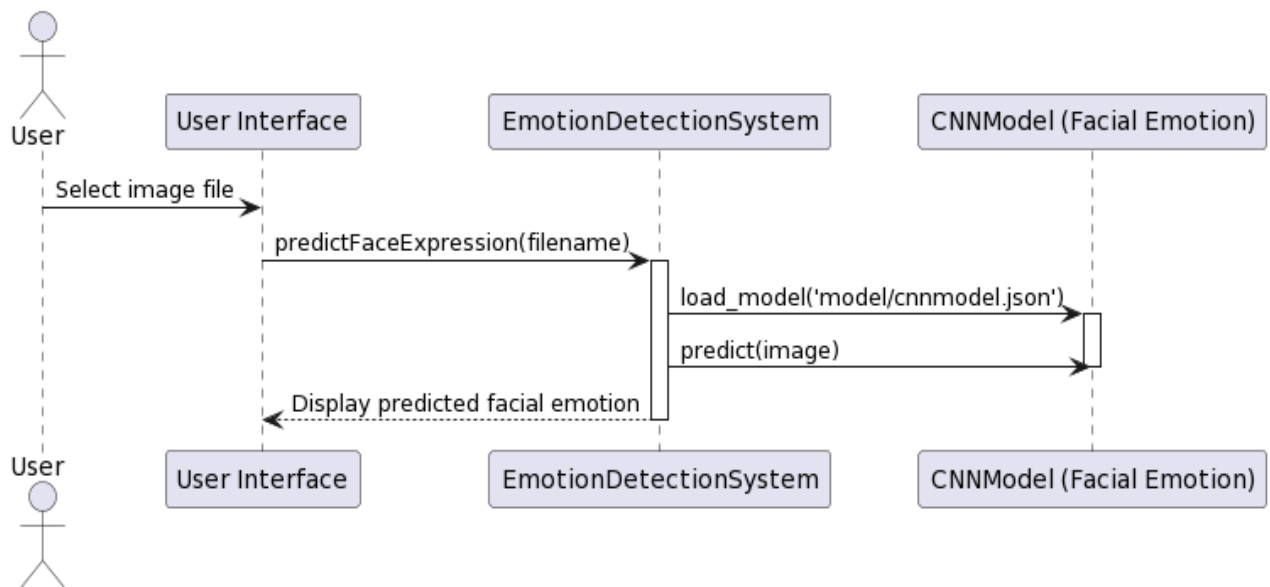 User
User Interface
EmotionDetectionSystem
CNNModel (Facial Emotion)
Select image file
predictFaceExpression(filename)
load_model('model/cnnmodel.json')
predict(image)
Display predicted facial emotion
User
User Interface
EmotionDetectionSystem
CNNModel (Facial Emotion)